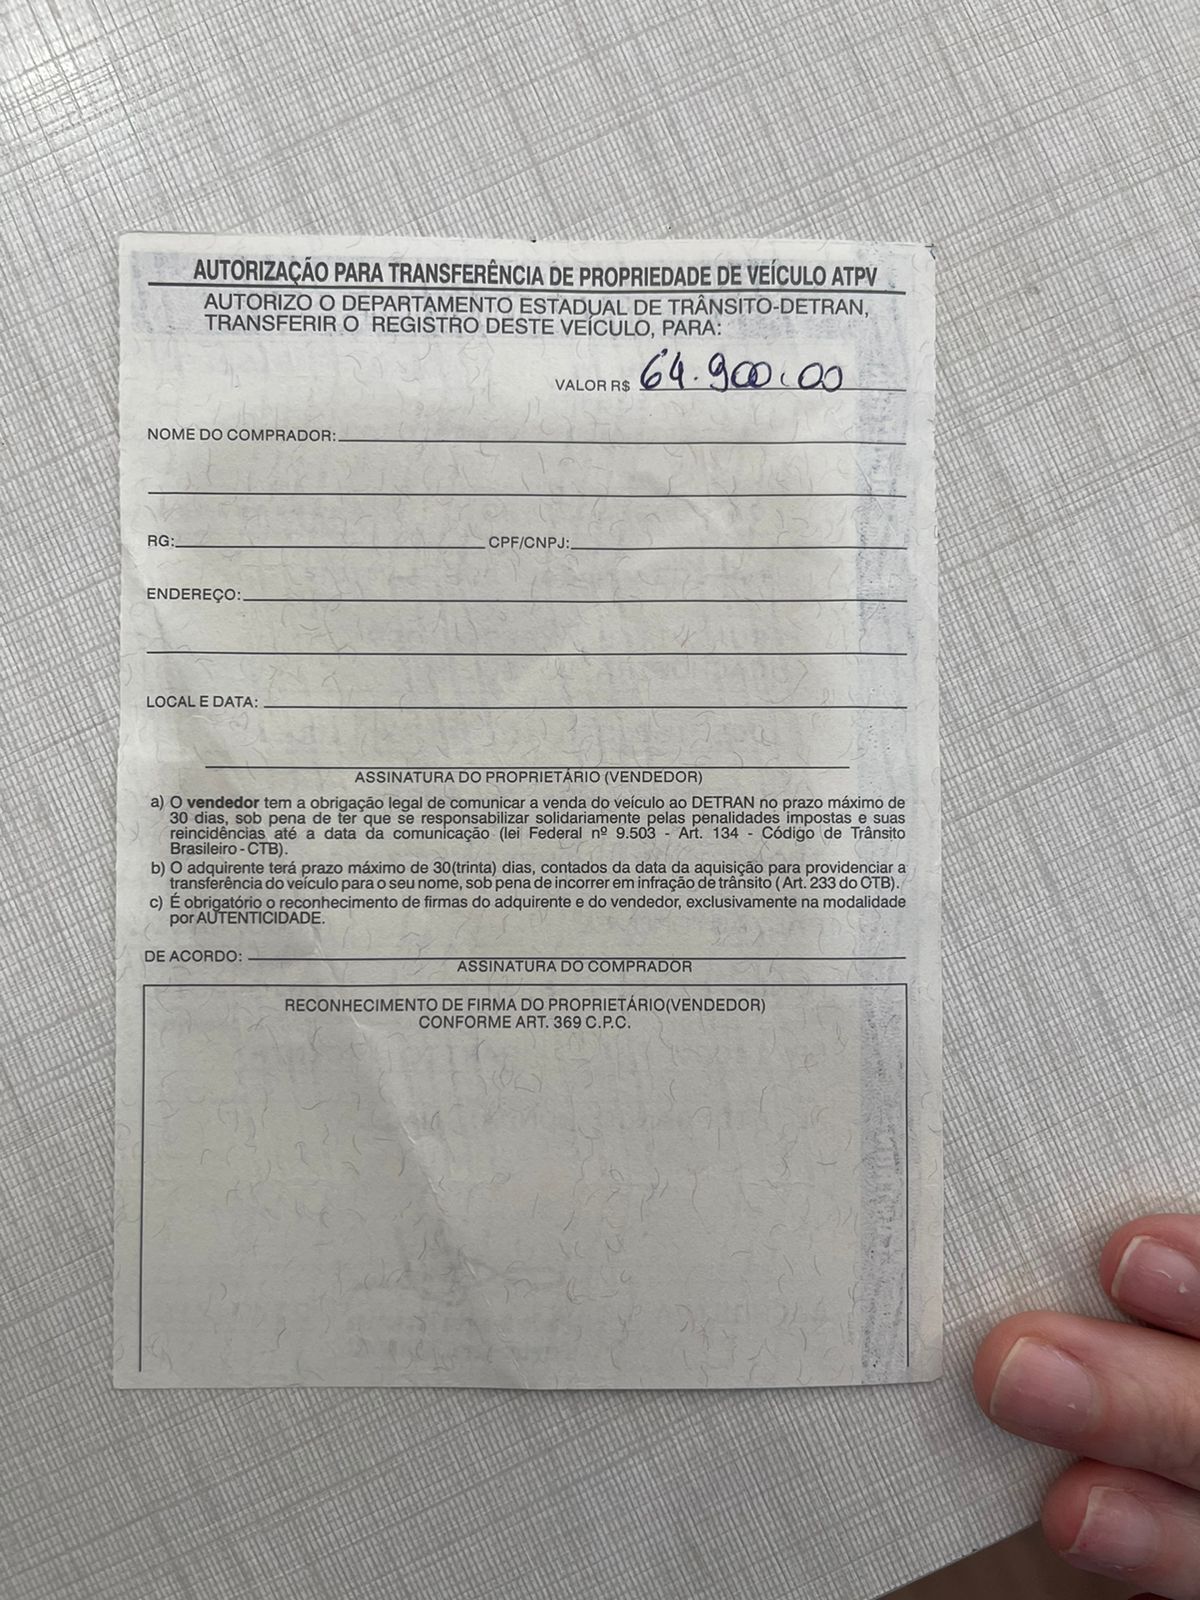 AUTORIZAÇÃO PARA TRANSFERÊNCIA DE PROPRIEDADE DE VEÍCULO ATPV
AUTORIZO O DEPARTAMENTO ESTADUAL DE TRÂNSITO-DETRAN,
TRANSFERIR O REGISTRO DESTE VEÍCULO, PARA:
VALOR R$ 64.900,00
NOME DO COMPRADOR:
RG: CPF/CNPJ:
ENDEREÇO:
LOCAL E DATA:
ASSINATURA DO PROPRIETÁRIO (VENDEDOR)
a) O vendedor tem a obrigação legal de comunicar a venda do veículo ao DETRAN no prazo máximo de
30 dias, sob pena de ter que se responsabilizar solidariamente pelas penalidades impostas e suas
reincidências até a data da comunicação (lei Federal nº 9.503 - Art. 134 - Código de Trânsito
Brasileiro - CTB).
b) O adquirente terá prazo máximo de 30(trinta) dias, contados da data da aquisição para providenciar a
transferência do veículo para o seu nome, sob pena de incorrer em infração de trânsito ( Art. 233 do CTB).
c) É obrigatório o reconhecimento de firmas do adquirente e do vendedor, exclusivamente na modalidade
por AUTENTICIDADE.
DE ACORDO:
ASSINATURA DO COMPRADOR
RECONHECIMENTO DE FIRMA DO PROPRIETÁRIO(VENDEDOR)
CONFORME ART. 369 C.P.C.